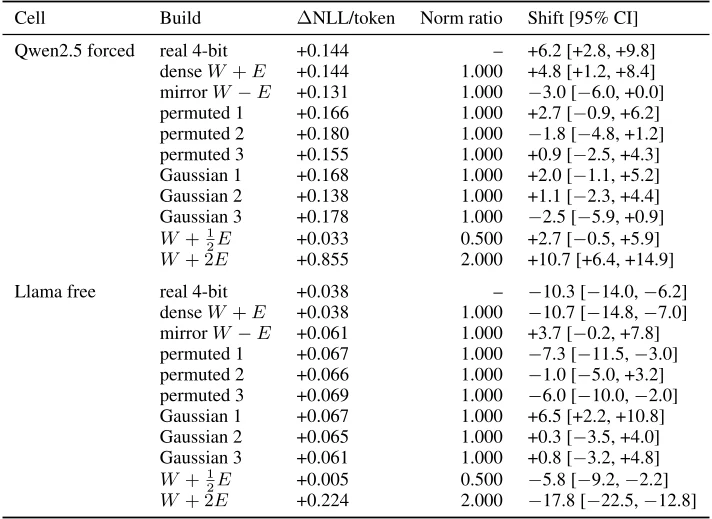 Cell Build ΔNLL/token Norm ratio Shift [95% CI]
Qwen2.5 forced real 4-bit +0.144 – +6.2 [+2.8, +9.8]
dense W + E +0.144 1.000 +4.8 [+1.2, +8.4]
mirror W − E +0.131 1.000 −3.0 [−6.0, +0.0]
permuted 1 +0.166 1.000 +2.7 [−0.9, +6.2]
permuted 2 +0.180 1.000 −1.8 [−4.8, +1.2]
permuted 3 +0.155 1.000 +0.9 [−2.5, +4.3]
Gaussian 1 +0.168 1.000 +2.0 [−1.1, +5.2]
Gaussian 2 +0.138 1.000 +1.1 [−2.3, +4.4]
Gaussian 3 +0.178 1.000 −2.5 [−5.9, +0.9]
W + ½E +0.033 0.500 +2.7 [−0.5, +5.9]
W + 2E +0.855 2.000 +10.7 [+6.4, +14.9]
Llama free real 4-bit +0.038 – −10.3 [−14.0, −6.2]
dense W + E +0.038 1.000 −10.7 [−14.8, −7.0]
mirror W − E +0.061 1.000 +3.7 [−0.2, +7.8]
permuted 1 +0.067 1.000 −7.3 [−11.5, −3.0]
permuted 2 +0.066 1.000 −1.0 [−5.0, +3.2]
permuted 3 +0.069 1.000 −6.0 [−10.0, −2.0]
Gaussian 1 +0.067 1.000 +6.5 [+2.2, +10.8]
Gaussian 2 +0.065 1.000 +0.3 [−3.5, +4.0]
Gaussian 3 +0.061 1.000 +0.8 [−3.2, +4.8]
W + ½E +0.005 0.500 −5.8 [−9.2, −2.2]
W + 2E +0.224 2.000 −17.8 [−22.5, −12.8]